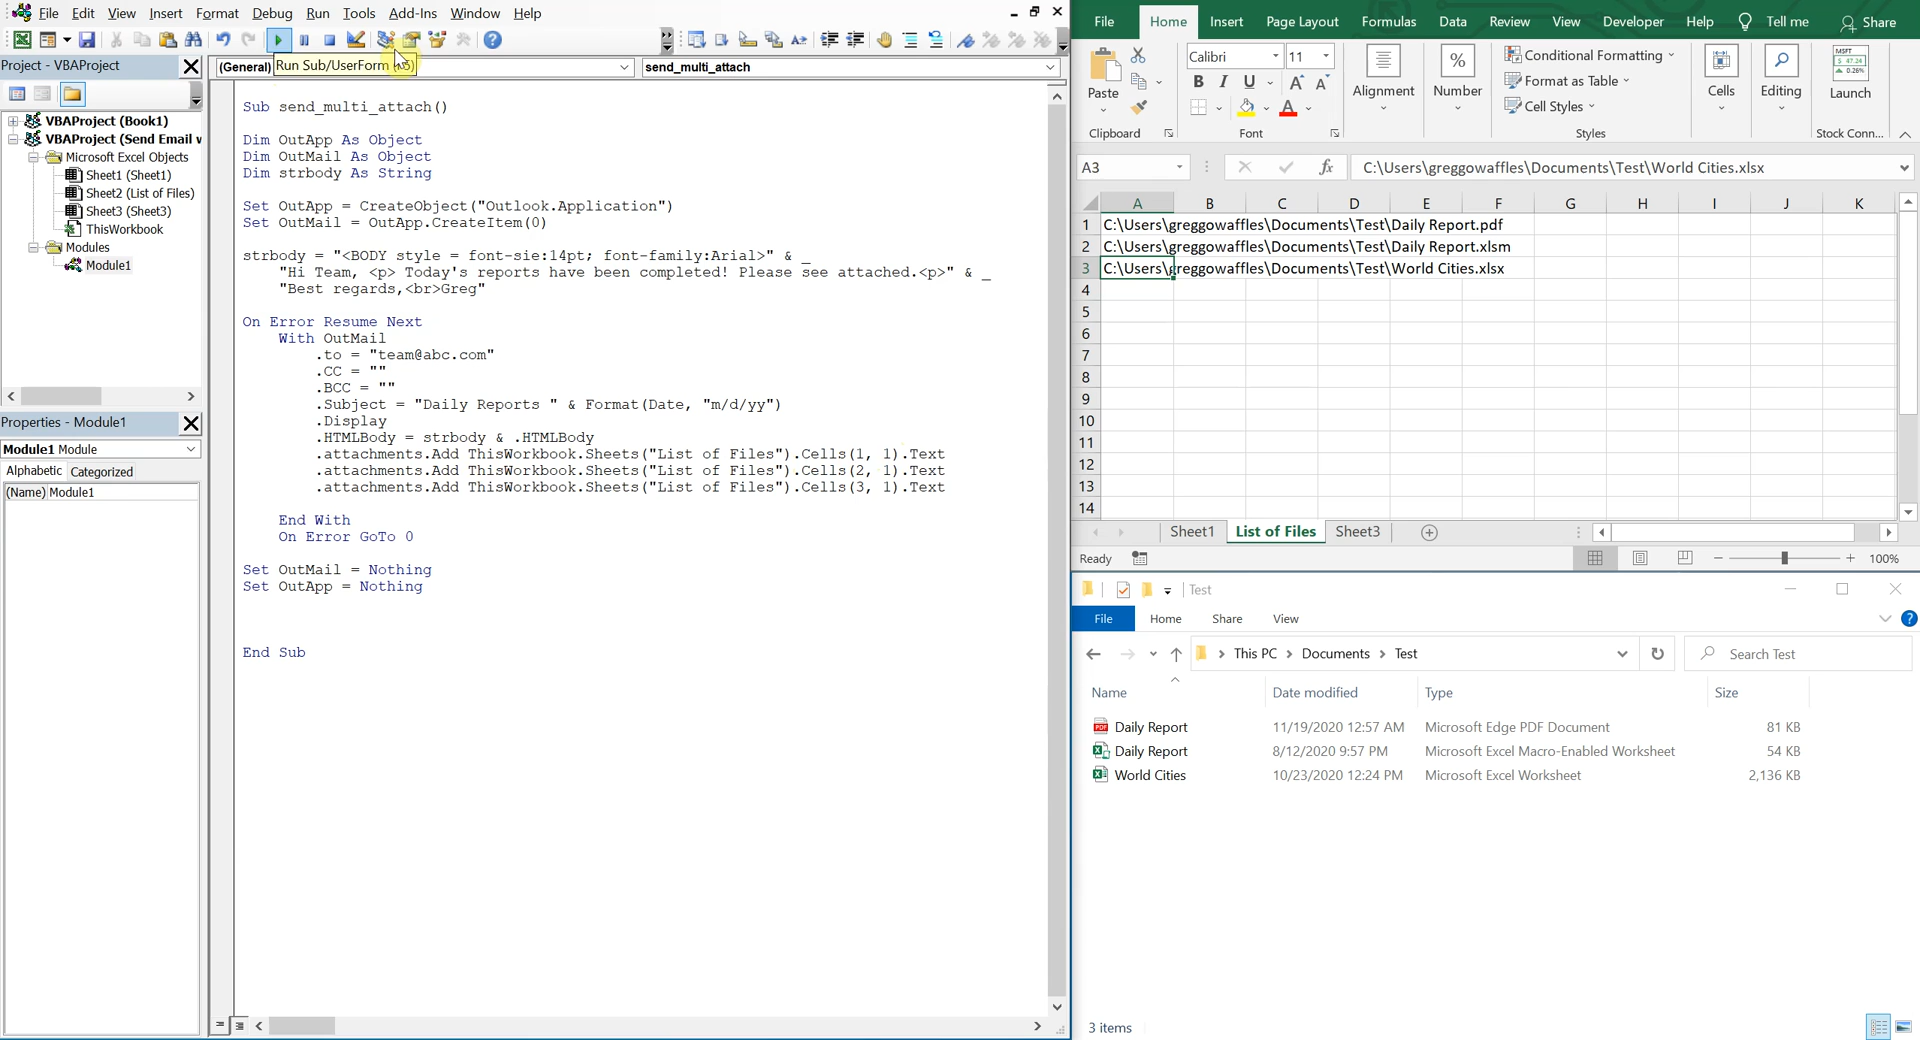 File Edit View Insert Format Debug Run Tools Add-Ins Window Help
Project - VBAProject
(General)
Run Sub/UserForm
send_multi_attach
VBAProject (Book1)
VBAProject (Send Email w
Microsoft Excel Objects
Sheet1 (Sheet1)
Sheet2 (List of Files)
Sheet3 (Sheet3)
ThisWorkbook
Modules
Module1
Properties - Module1
Module1 Module
Alphabetic Categorized
(Name) Module1
Sub send_multi_attach()
Dim OutApp As Object
Dim OutMail As Object
Dim strbody As String
Set OutApp = CreateObject("Outlook.Application")
Set OutMail = OutApp.CreateItem(0)
strbody = "<BODY style = font-sie:14pt; font-family:Arial>" & _
"Hi Team, <p> Today's reports have been completed! Please see attached.<p>" & _
"Best regards,<br>Greg"
On Error Resume Next
With OutMail
.to = "team@abc.com"
.CC = ""
.BCC = ""
.Subject = "Daily Reports " & Format(Date, "m/d/yy")
.Display
.HTMLBody = strbody & .HTMLBody
.attachments.Add ThisWorkbook.Sheets("List of Files").Cells(1, 1).Text
.attachments.Add ThisWorkbook.Sheets("List of Files").Cells(2, 1).Text
.attachments.Add ThisWorkbook.Sheets("List of Files").Cells(3, 1).Text
End With
On Error GoTo 0
Set OutMail = Nothing
Set OutApp = Nothing
End Sub
File Home Insert Page Layout Formulas Data Review View Developer Help Tell me Share
Paste
Clipboard
Calibri 11
B I U
Font
Alignment
Number
Conditional Formatting
Format as Table
Cell Styles
Styles
Cells
Editing
MSFT
47.24
0.26%
Launch
Stock Conn...
A3 fx C:\Users\greggowaffles\Documents\Test\World Cities.xlsx
A B C D E F G H I J K
1 C:\Users\greggowaffles\Documents\Test\Daily Report.pdf
2 C:\Users\greggowaffles\Documents\Test\Daily Report.xlsm
3 C:\Users\greggowaffles\Documents\Test\World Cities.xlsx
4
5
6
7
8
9
10
11
12
13
14
Sheet1 List of Files Sheet3
Ready 100%
Test
File Home Share View
This PC > Documents > Test
Search Test
Name Date modified Type Size
Daily Report 11/19/2020 12:57 AM Microsoft Edge PDF Document 81 KB
Daily Report 8/12/2020 9:57 PM Microsoft Excel Macro-Enabled Worksheet 54 KB
World Cities 10/23/2020 12:24 PM Microsoft Excel Worksheet 2,136 KB
3 items